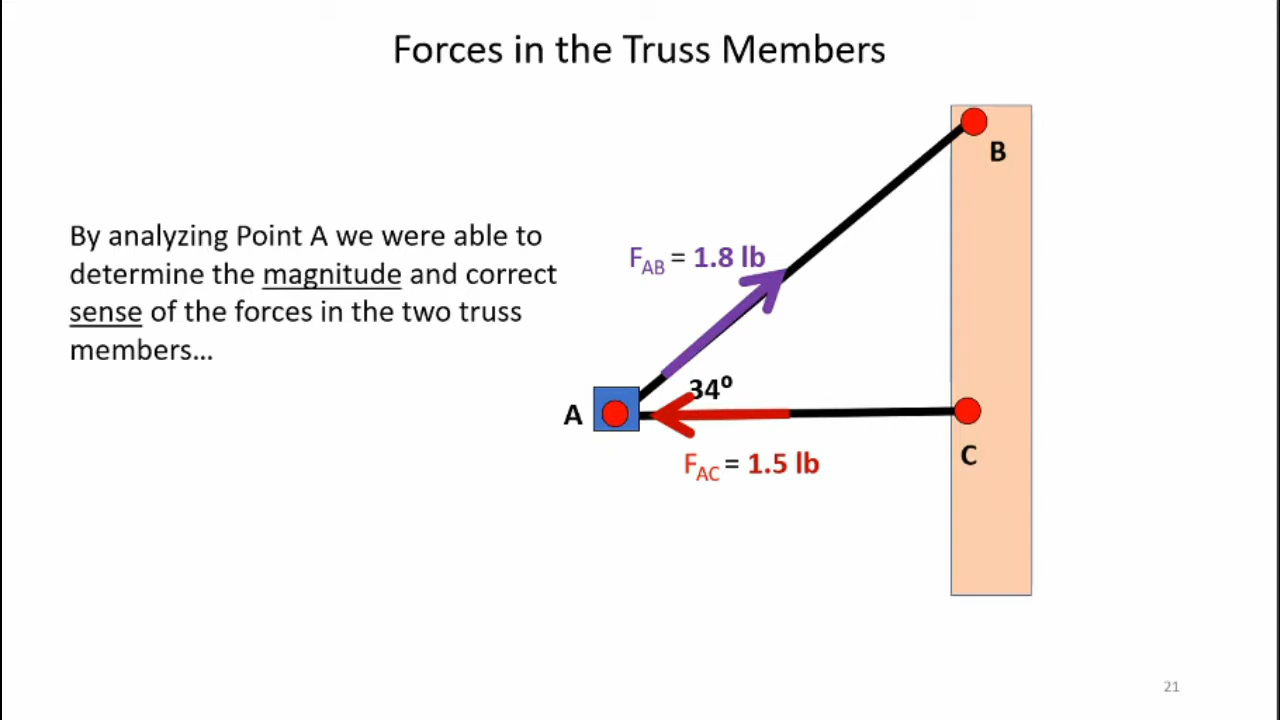 Forces in the Truss Members
By analyzing Point A we were able to
determine the magnitude and correct
sense of the forces in the two truss
members...
B
FAB = 1.8 lb
34º
A
FAC = 1.5 lb
C
21